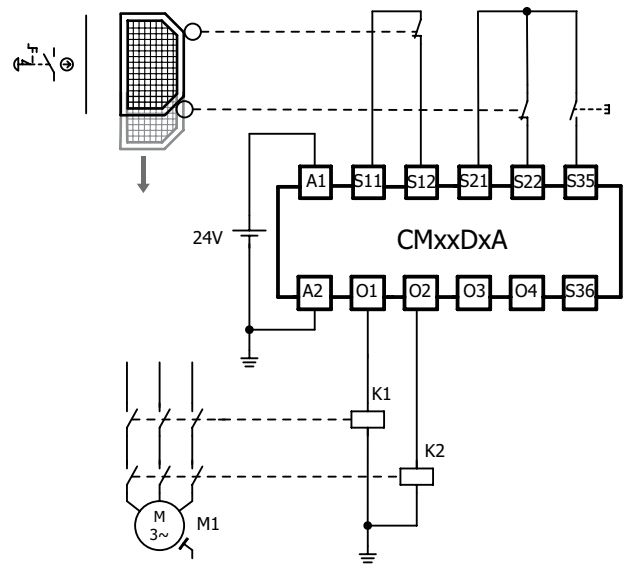 A1 S11 S12 S21 S22 S35
24V
CMxxDxA
A2 O1 O2 O3 O4 S36
K1
K2
M
3~
M1